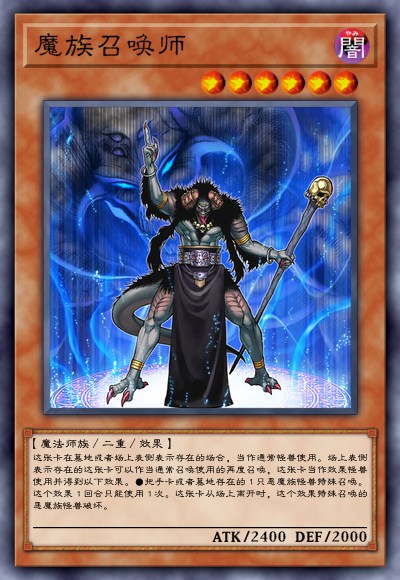 魔族召唤师
やみ
闇
【魔法师族／二重／效果】
这张卡在墓地或者场上表侧表示存在的场合，当作通常怪兽使用。场上表侧
表示存在的这张卡可以作当通常召唤使用的再度召唤，这张卡当作效果怪兽
使用并得到以下效果。●把手卡或者墓地存在的1只恶魔族怪兽特殊召唤。
这个效果1回合只能使用1次。这张卡从场上离开时，这个效果特殊召唤的
恶魔族怪兽破坏。
ATK/2400 DEF/2000